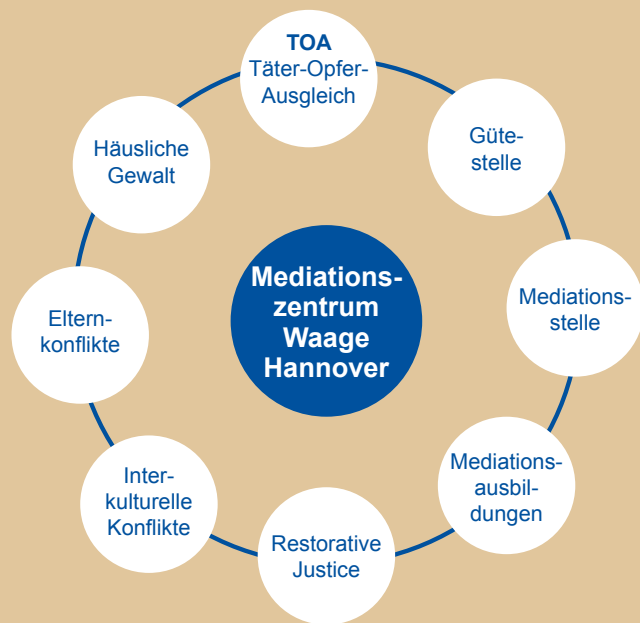 TOA
Täter-Opfer-
Ausgleich
Güte-
stelle
Mediations-
stelle
Mediations-
ausbil-
dungen
Restorative
Justice
Inter-
kulturelle
Konflikte
Eltern-
konflikte
Häusliche
Gewalt
Mediations-
zentrum
Waage
Hannover